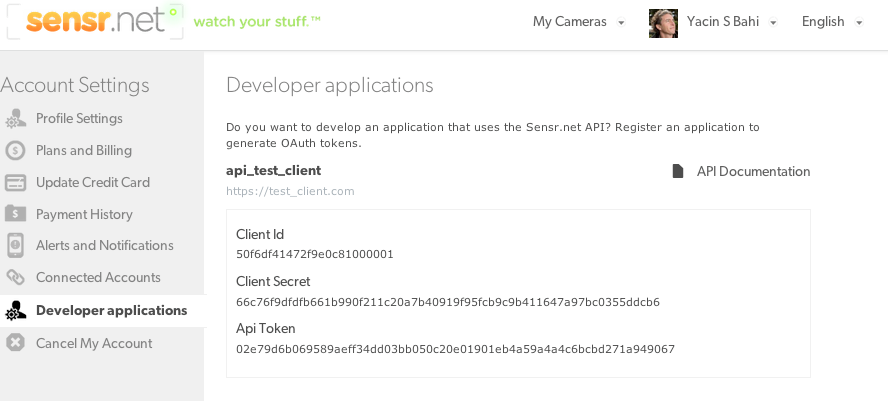 sensr.net watch your stuff.™
My Cameras Yacin S Bahi English
Account Settings
Profile Settings
Plans and Billing
Update Credit Card
Payment History
Alerts and Notifications
Connected Accounts
Developer applications
Cancel My Account
Developer applications
Do you want to develop an application that uses the Sensr.net API? Register an application to
generate OAuth tokens.
api_test_client
API Documentation
https://test_client.com
Client Id
50f6df41472f9e0c81000001
Client Secret
66c76f9dfdfb661b990f211c20a7b40919f95fcb9c9b411647a97bc0355ddcb6
Api Token
02e79d6b069589aeff34dd03bb050c20e01901eb4a59a4a4c6bcbd271a949067